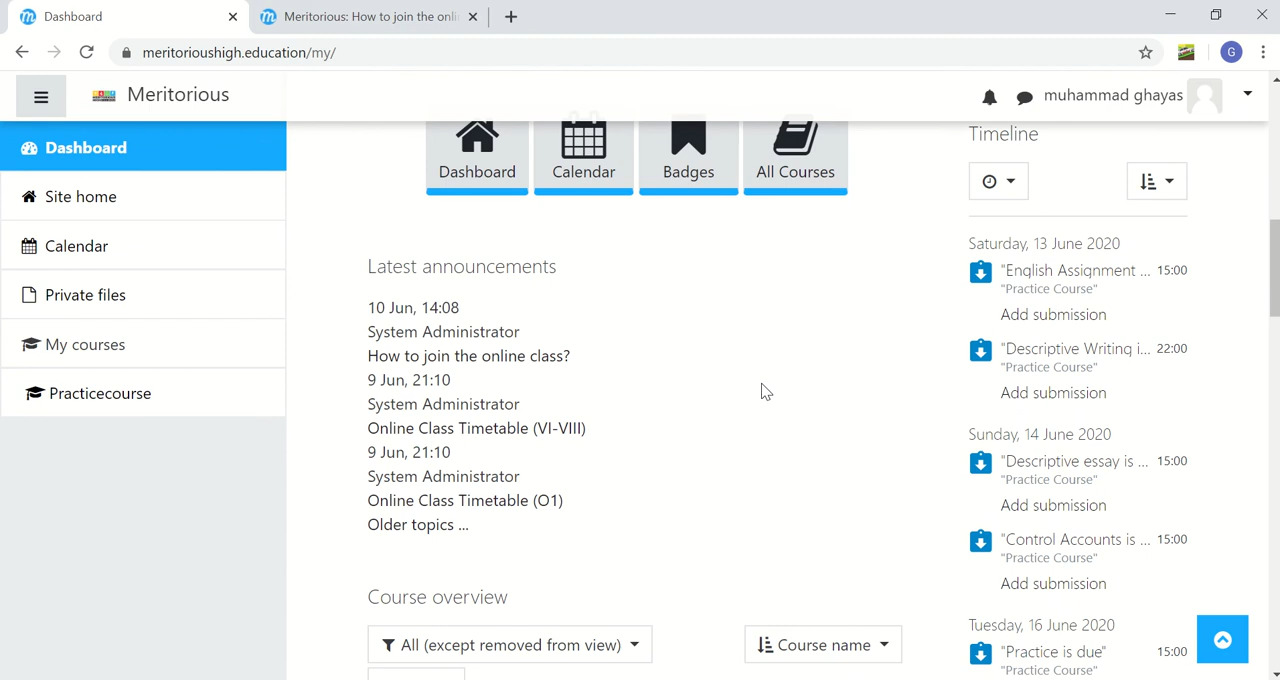 Dashboard
Meritorious: How to join the onli
meritorioushigh.education/my/
G
Meritorious
muhammad ghayas
Dashboard
Site home
Calendar
Private files
My courses
Practicecourse
Dashboard
Calendar
Badges
All Courses
Latest announcements
10 Jun, 14:08
System Administrator
How to join the online class?
9 Jun, 21:10
System Administrator
Online Class Timetable (VI-VIII)
9 Jun, 21:10
System Administrator
Online Class Timetable (O1)
Older topics ...
Course overview
All (except removed from view)
Course name
Timeline
Saturday, 13 June 2020
"English Assignment ... 15:00
"Practice Course"
Add submission
"Descriptive Writing i... 22:00
"Practice Course"
Add submission
Sunday, 14 June 2020
"Descriptive essay is ... 15:00
"Practice Course"
Add submission
"Control Accounts is ... 15:00
"Practice Course"
Add submission
Tuesday, 16 June 2020
"Practice is due" 15:00
"Practice Course"